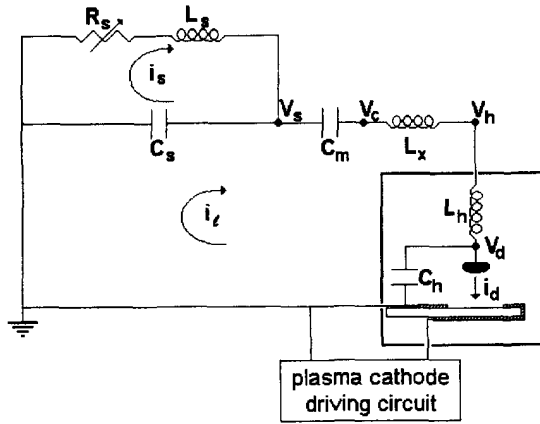 R_s
L_s
i_s
C_s
V_s
C_m
V_c
L_x
V_h
i_ℓ
L_h
V_d
C_h
i_d
plasma cathode
driving circuit